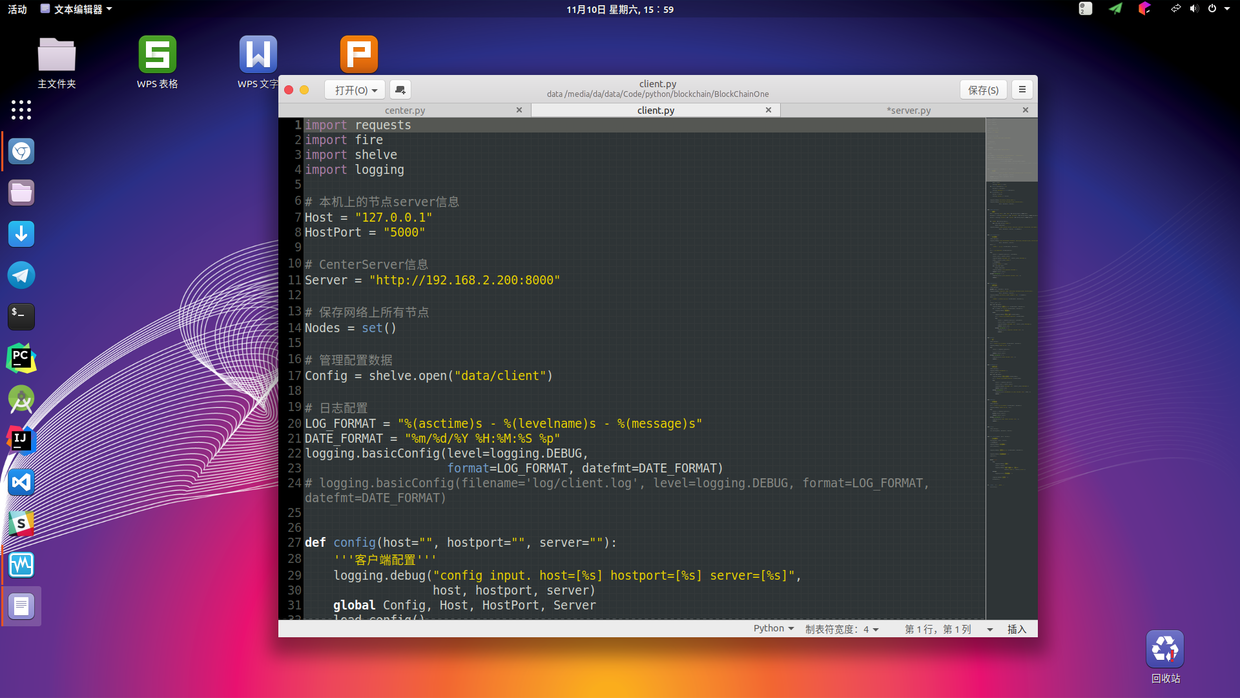 活动
文本编辑器
11月10日 星期六, 15：59
主文件夹
WPS 表格
WPS 文字
打开(O)
client.py
data /media/da/data/Code/python/blockchain/BlockChainOne
保存(S)
center.py
client.py
*server.py
1 import requests
2 import fire
3 import shelve
4 import logging
5
6 # 本机上的节点server信息
7 Host = "127.0.0.1"
8 HostPort = "5000"
9
10 # CenterServer信息
11 Server = "http://192.168.2.200:8000"
12
13 # 保存网络上所有节点
14 Nodes = set()
15
16 # 管理配置数据
17 Config = shelve.open("data/client")
18
19 # 日志配置
20 LOG_FORMAT = "%(asctime)s - %(levelname)s - %(message)s"
21 DATE_FORMAT = "%m/%d/%Y %H:%M:%S %p"
22 logging.basicConfig(level=logging.DEBUG,
23                     format=LOG_FORMAT, datefmt=DATE_FORMAT)
24 # logging.basicConfig(filename='log/client.log', level=logging.DEBUG, format=LOG_FORMAT,
datefmt=DATE_FORMAT)
25
26
27 def config(host="", hostport="", server=""):
28     '''客户端配置'''
29     logging.debug("config input. host=[%s] hostport=[%s] server=[%s]",
30                   host, hostport, server)
31     global Config, Host, HostPort, Server
32     load_config()
Python
制表符宽度：4
第 1 行，第 1 列
插入
$_
PC
IJ
S
回收站